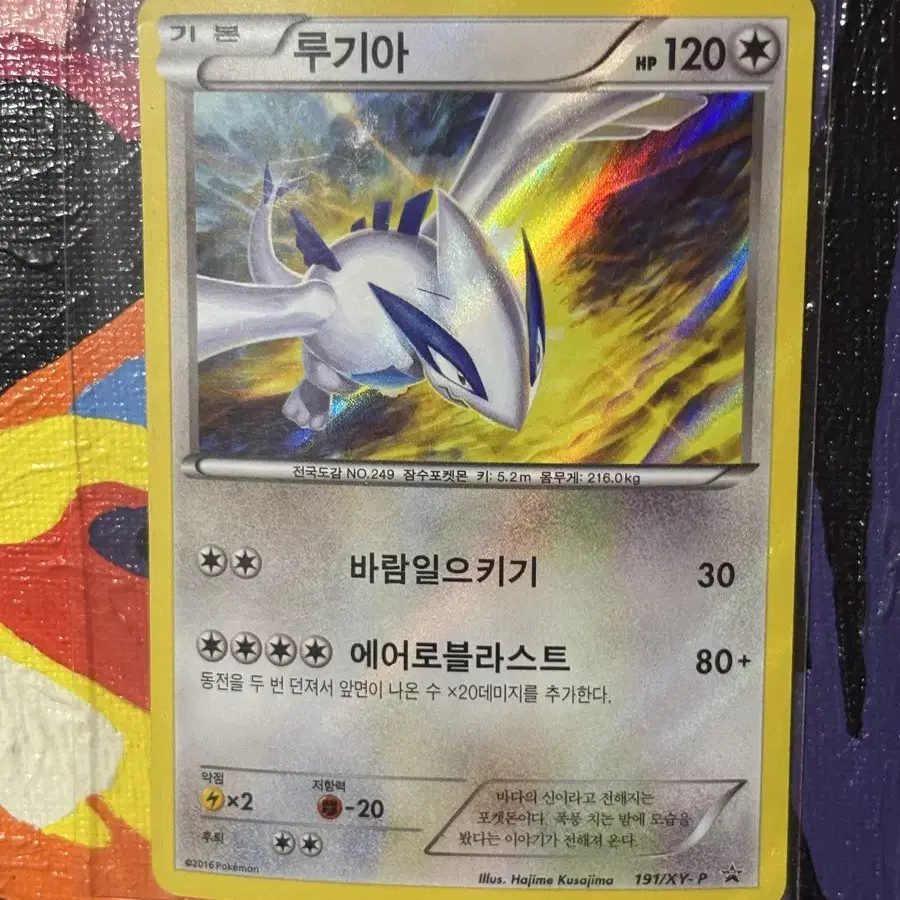 기본 루기아 HP 120
전국도감 NO.249 잠수포켓몬 키: 5.2m 몸무게: 216.0kg
바람일으키기 30
에어로블라스트 80+
동전을 두 번 던져서 앞면이 나온 수 ×20데미지를 추가한다.
약점 저항력
×2 -20
후퇴
바다의 신이라고 전해지는
포켓몬이다. 폭풍 치는 밤에 모습을
봤다는 이야기가 전해져 온다.
©2016 Pokémon
Illus. Hajime Kusajima 191/XY-P